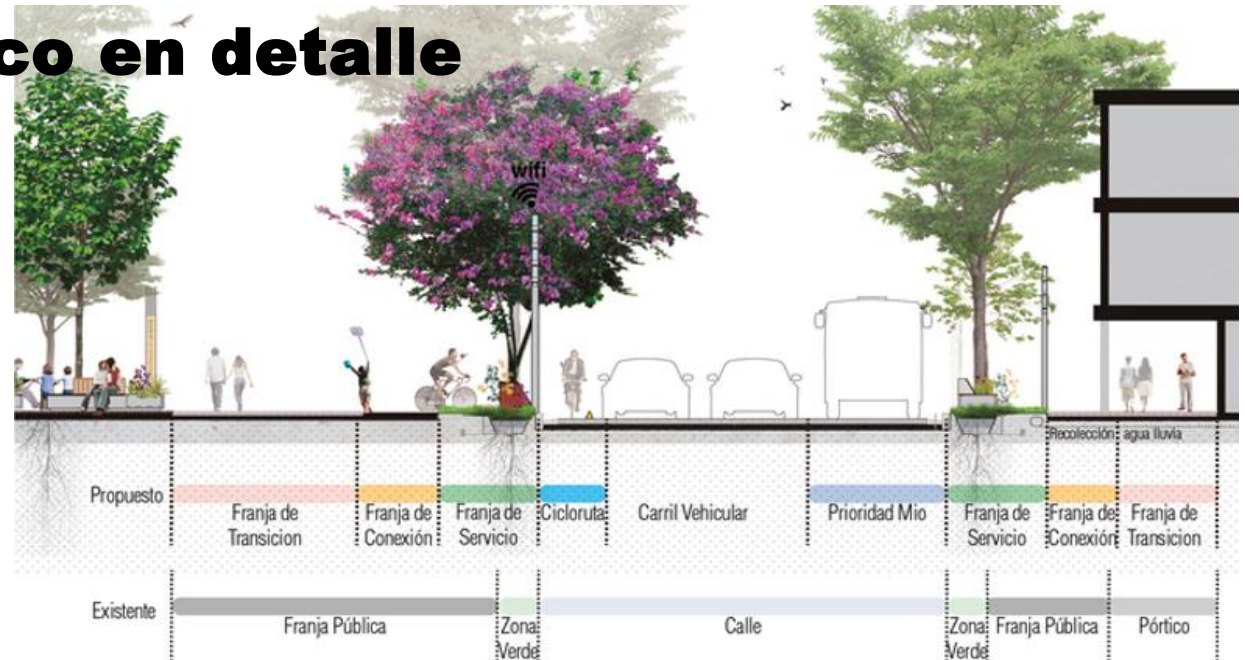 co en detalle
wifi
Recolección agua lluvia
Propuesto
Franja de
Transicion
Franja de
Conexión
Franja de
Servicio
Cicloruta
Carril Vehicular
Prioridad Mio
Franja de
Servicio
Franja de
Conexión
Franja de
Transicion
Existente
Franja Pública
Zona
Verde
Calle
Zona
Verde
Franja Pública
Pórtico